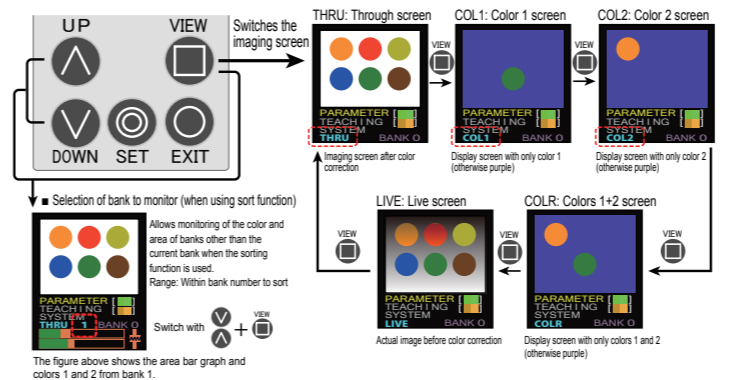 UP
VIEW
DOWN
SET
EXIT
Switches the
imaging screen
THRU: Through screen
PARAMETER [ ]
TEACHING
SYSTEM
THRU BANK 0
Imaging screen after color
correction
VIEW
COL1: Color 1 screen
PARAMETER [ ]
TEACHING
SYSTEM
COL1 BANK 0
Display screen with only color 1
(otherwise purple)
VIEW
COL2: Color 2 screen
PARAMETER [ ]
TEACHING
SYSTEM
COL2 BANK 0
Display screen with only color 2
(otherwise purple)
VIEW
COLR: Colors 1+2 screen
PARAMETER [ ]
TEACHING
SYSTEM
COLR BANK 0
Display screen with only colors 1 and 2
(otherwise purple)
VIEW
LIVE: Live screen
PARAMETER [ ]
TEACHING
SYSTEM
LIVE BANK 0
Actual image before color correction
VIEW
■ Selection of bank to monitor (when using sort function)
PARAMETER [ ]
TEACHING
SYSTEM
THRU 1 BANK 0
Allows monitoring of the color and
area of banks other than the
current bank when the sorting
function is used.
Range: Within bank number to sort
Switch with + VIEW
The figure above shows the area bar graph and
colors 1 and 2 from bank 1.